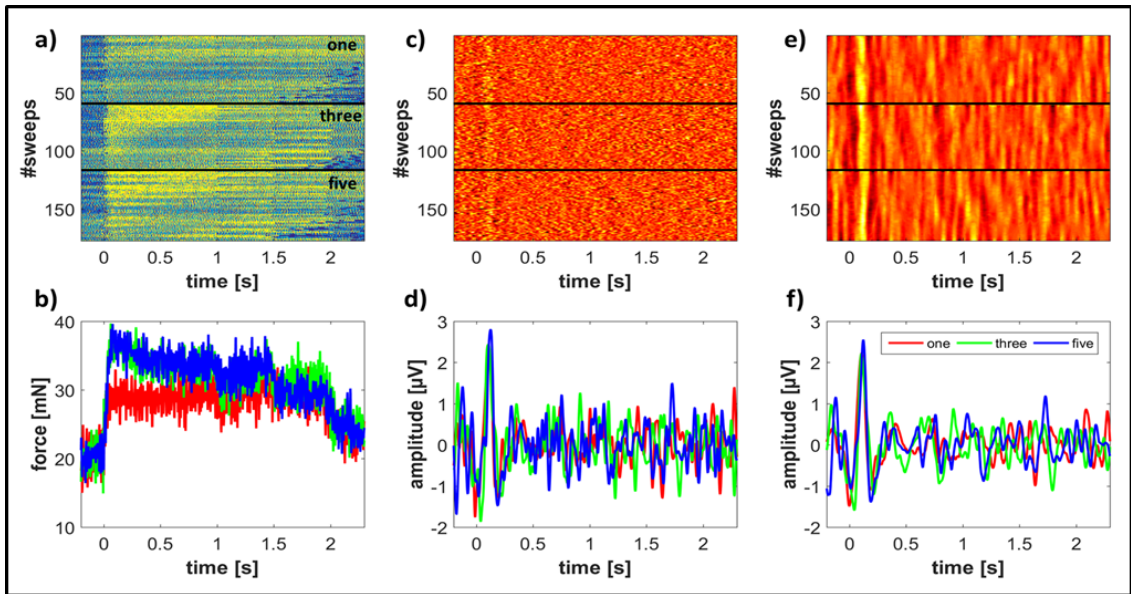 a)
one
three
five
50
100
150
#sweeps
0 0.5 1 1.5 2
time [s]
c)
50
100
150
#sweeps
0 0.5 1 1.5 2
time [s]
e)
50
100
150
#sweeps
0 0.5 1 1.5 2
time [s]
b)
40
30
20
10
force [mN]
0 0.5 1 1.5 2
time [s]
d)
3
2
1
0
-1
-2
amplitude [µV]
0 0.5 1 1.5 2
time [s]
f)
one three five
3
2
1
0
-1
-2
amplitude [µV]
0 0.5 1 1.5 2
time [s]